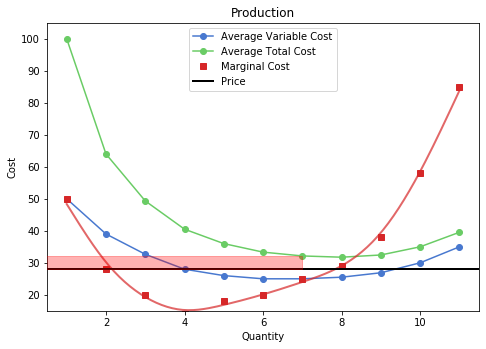 Production
Average Variable Cost
Average Total Cost
Marginal Cost
Price
Cost
100
90
80
70
60
50
40
30
20
2 4 6 8 10
Quantity